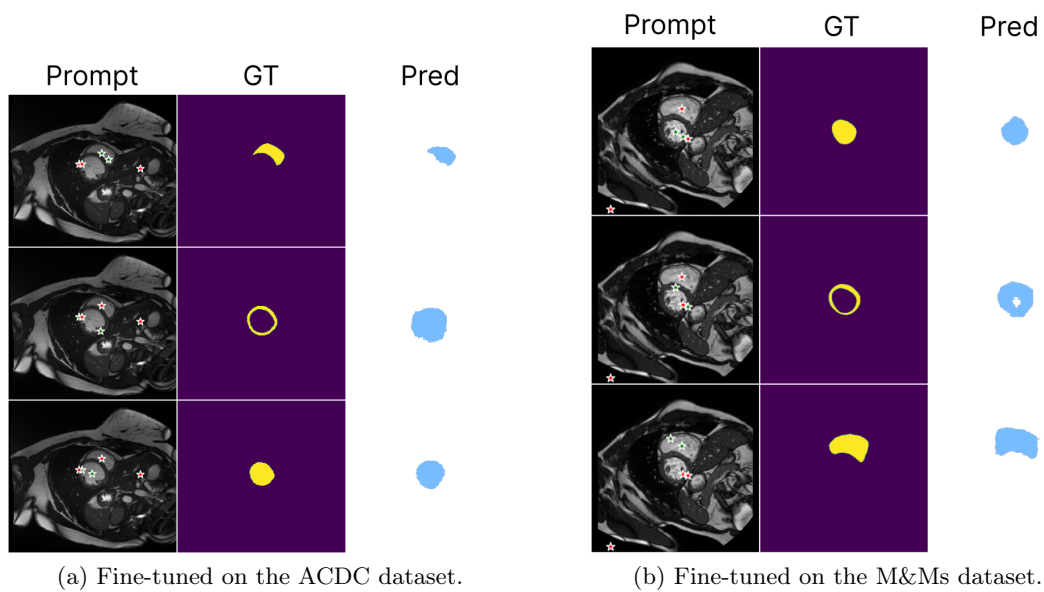 Prompt GT Pred
Prompt GT Pred
(a) Fine-tuned on the ACDC dataset.
(b) Fine-tuned on the M&Ms dataset.